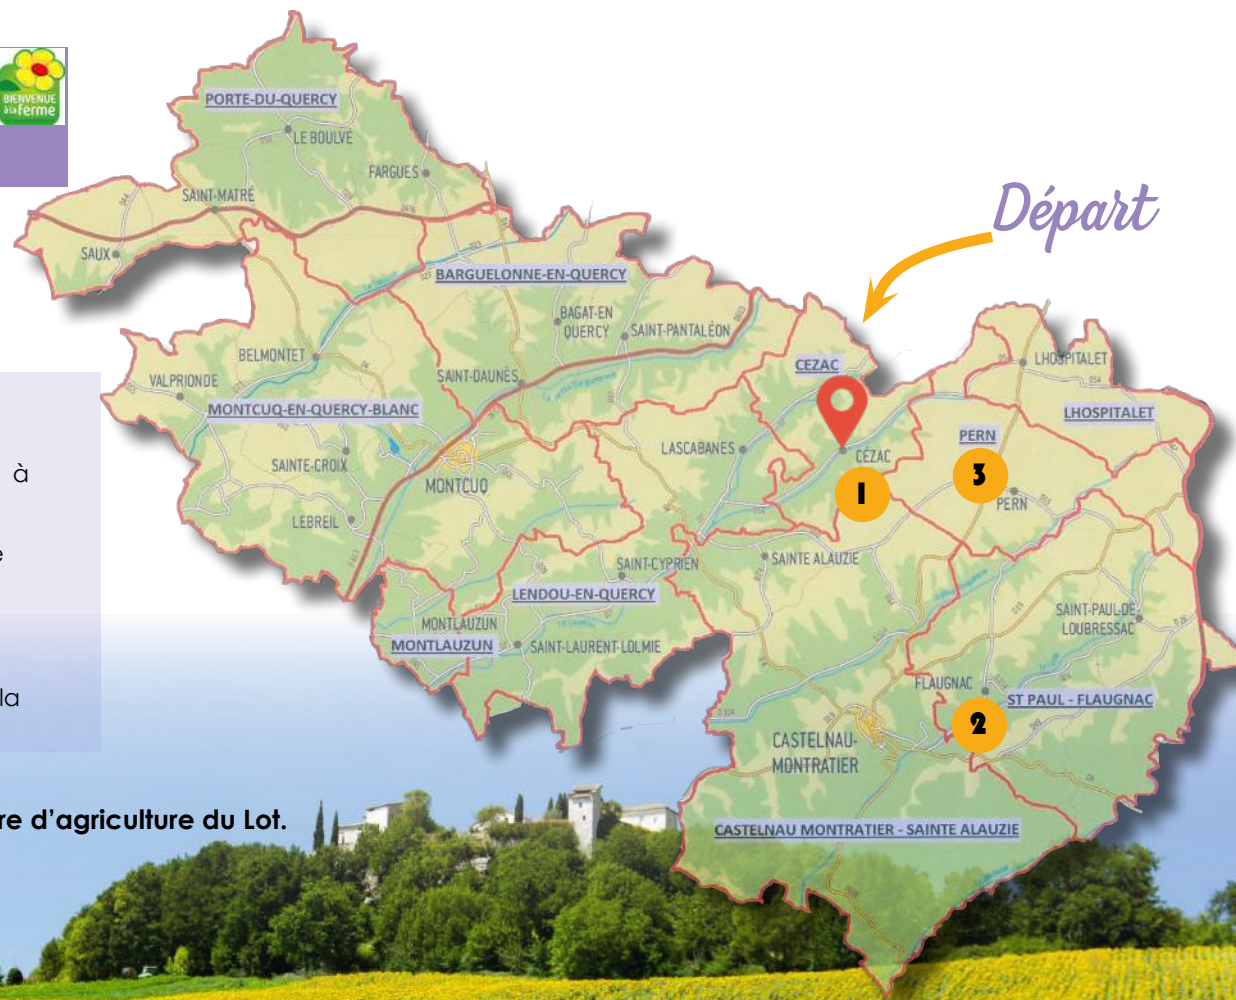 BIENVENUE
à la ferme
Départ
PORTE-DU-QUERCY
LE BOULVÉ
FARGUES
SAINT-MATRÉ
SAUX
BARGUELONNE-EN-QUERCY
BAGAT-EN
QUERCY
SAINT-PANTALÉON
BELMONTET
SAINT-DAUNÈS
VALPRIONDE
MONTCUQ-EN-QUERCY-BLANC
SAINTE-CROIX
MONTCUQ
LEBREIL
CEZAC
LASCABANES
CÉZAC
1
LHOSPITALET
LHOSPITALET
PERN
3
PERN
SAINTE ALAUZIE
SAINT-CYPRIEN
LENDOU-EN-QUERCY
MONTLAUZUN
MONTLAUZUN
SAINT-LAURENT-LOLMIE
SAINT-PAUL-DE-
LOUBRESSAC
FLAUGNAC
ST PAUL - FLAUGNAC
2
CASTELNAU-
MONTRATIER
CASTELNAU MONTRATIER - SAINTE ALAUZIE
à
e
la
re d’agriculture du Lot.